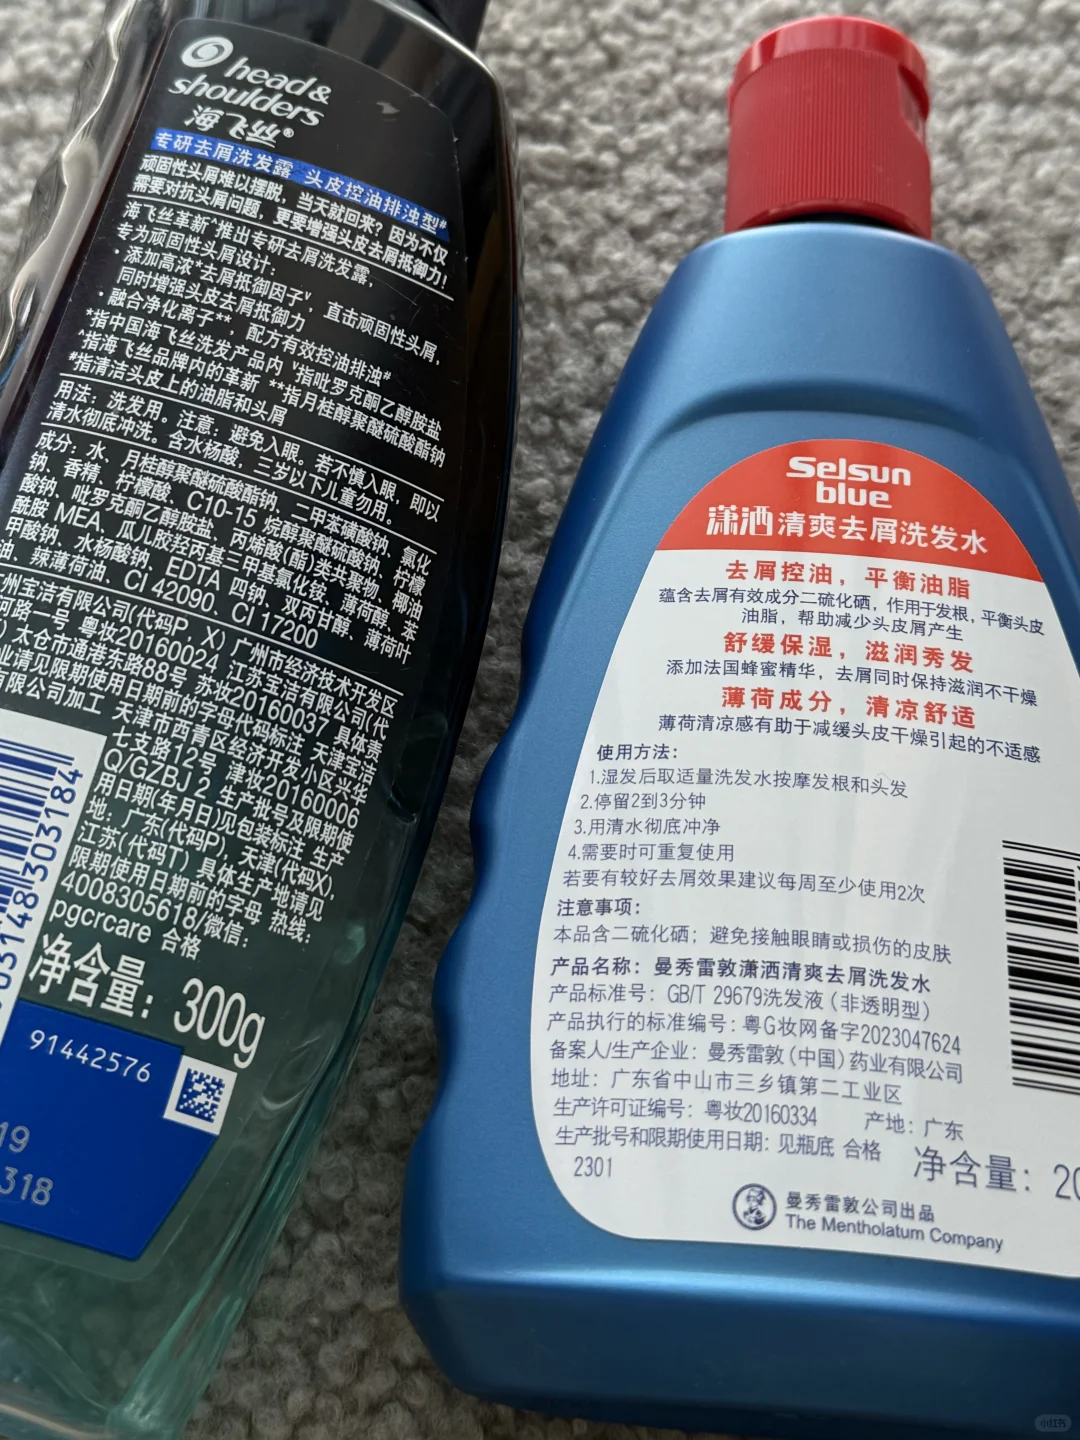 head&
shoulders
海飞丝®
专研去屑洗发露 头皮控油排浊型#
顽固性头屑难以摆脱，当天就回来？因为不仅
需要对抗头屑问题，更要增强头皮去屑抵御力！
海飞丝革新^推出专研去屑洗发露，
专为顽固性头屑设计：
·添加高浓*去屑抵御因子ᵛ，直击顽固性头屑，
同时增强头皮去屑抵御力
·融合净化离子**，配方有效控油排浊#
*指中国海飞丝洗发产品内 ᵛ指吡罗克酮乙醇胺盐
^指海飞丝品牌内的革新 **指月桂醇聚醚硫酸酯钠
#指清洁头皮上的油脂和头屑
用法：洗发用。注意：避免入眼。若不慎入眼，即以
清水彻底冲洗。含水杨酸，三岁以下儿童勿用。
成分：水、月桂醇聚醚硫酸酯钠、二甲苯磺酸钠、氯化
钠、香精、柠檬酸、C10-15 烷醇聚醚硫酸钠、柠檬
酸钠、吡罗克酮乙醇胺盐、丙烯酸(酯)类共聚物、椰油
酰胺 MEA、瓜儿胶羟丙基三甲基氯化铵、薄荷醇、苯
甲酸钠、水杨酸钠、EDTA 四钠、双丙甘醇、薄荷叶
油、辣薄荷油、CI 42090、CI 17200
州宝洁有限公司(代码P，X) 广州市经济技术开发区
河路一号 粤妆20160024 江苏宝洁有限公司(代
) 太仓市通港东路88号 苏妆20160037 具体责
业请见限期使用日期前的字母代码标注 天津宝洁
有限公司加工 天津市西青区经济开发小区兴华
七支路12号 津妆20160006
Q/GZBJ 2 生产批号及限期使
用日期(年月日)见包装标注 生产
地：广东(代码P)，天津(代码X)，
江苏(代码T) 具体生产地请见
限期使用日期前的字母 热线：
4008305618/微信：
pgcrcare 合格
净含量：300g
03148 303184
91442576
19
318
Selsun
blue
潇洒清爽去屑洗发水
去屑控油，平衡油脂
蕴含去屑有效成分二硫化硒，作用于发根，平衡头皮
油脂，帮助减少头皮屑产生
舒缓保湿，滋润秀发
添加法国蜂蜜精华，去屑同时保持滋润不干燥
薄荷成分，清凉舒适
薄荷清凉感有助于减缓头皮干燥引起的不适感
使用方法：
1.湿发后取适量洗发水按摩发根和头发
2.停留2到3分钟
3.用清水彻底冲净
4.需要时可重复使用
若要有较好去屑效果建议每周至少使用2次
注意事项：
本品含二硫化硒；避免接触眼睛或损伤的皮肤
产品名称：曼秀雷敦潇洒清爽去屑洗发水
产品标准号：GB/T 29679洗发液（非透明型）
产品执行的标准编号：粤G妆网备字2023047624
备案人/生产企业：曼秀雷敦（中国）药业有限公司
地址：广东省中山市三乡镇第二工业区
生产许可证编号：粤妆20160334 产地：广东
生产批号和限期使用日期：见瓶底 合格
2301
净含量：20
曼秀雷敦公司出品
The Mentholatum Company
小红书